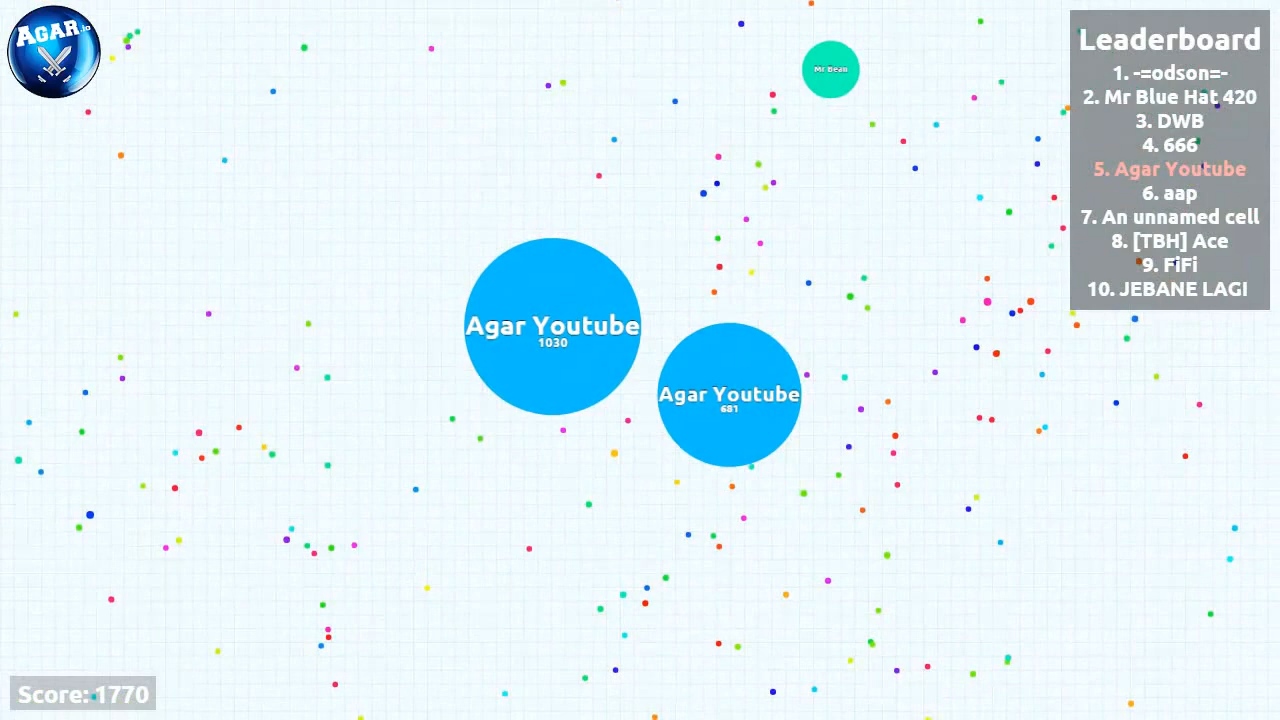 AGAR.io
Mr Bean
Leaderboard
1. -=odson=-
2. Mr Blue Hat 420
3. DWB
4. 666
5. Agar Youtube
6. aap
7. An unnamed cell
8. [TBH] Ace
9. FiFi
10. JEBANE LAGI
Agar Youtube
1030
Agar Youtube
681
Score: 1770